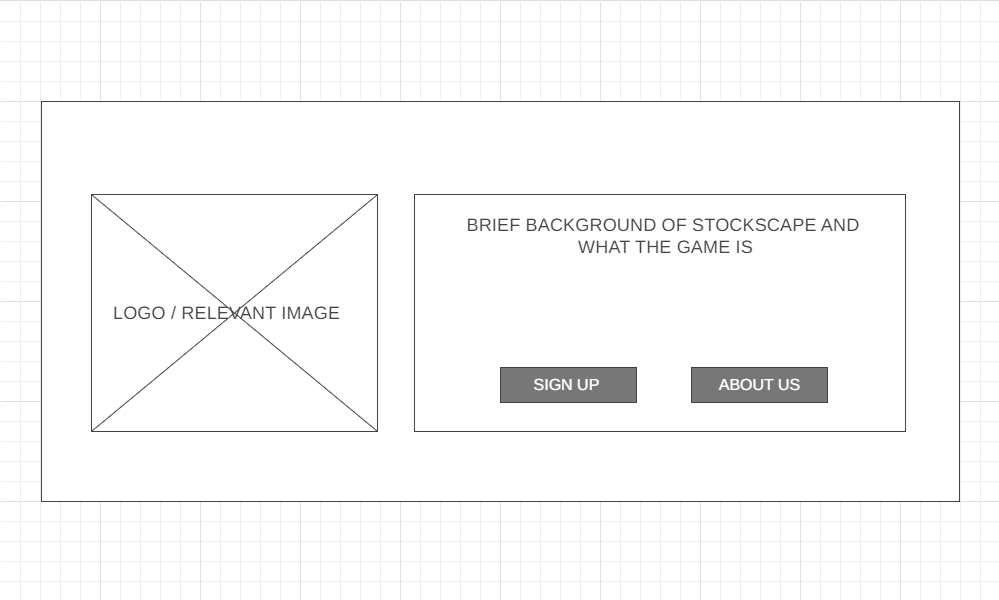 BRIEF BACKGROUND OF STOCKSCAPE AND
WHAT THE GAME IS
LOGO / RELEVANT IMAGE
SIGN UP
ABOUT US